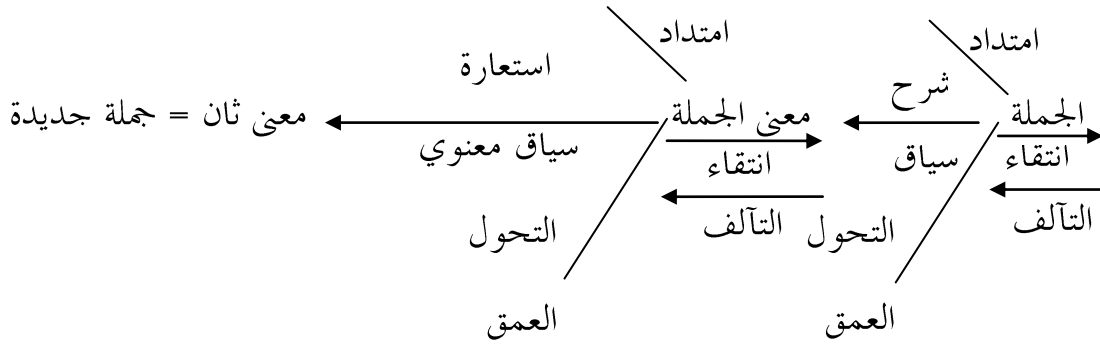 امتداد
امتداد
شرح
استعارة
الجملة
معنى الجملة
معنى ثان = جملة جديدة
انتقاء
سياق
انتقاء
سياق معنوي
التآلف
التحول
التآلف
التحول
العمق
العمق